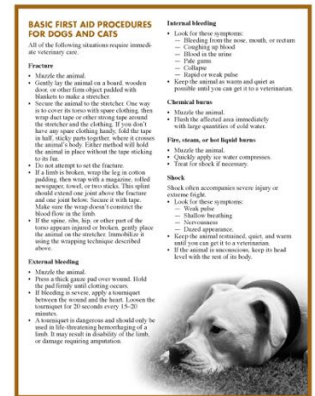 BASIC FIRST AID PROCEDURES
FOR DOGS AND CATS
All of the following situations require immedi-
ate veterinary care.
Fracture
• Muzzle the animal.
• Gently lay the animal on a board, wooden
door, or other firm object padded with
blankets to make a stretcher.
• Secure the animal to the stretcher. One way
is to cover its torso with spare clothing, then
wrap duct tape or other strong tape around
the stretcher and the clothing. If you don't
have any spare clothing handy, fold the tape
in half, sticky parts together, where it crosses
the animal's body. Either method will hold
the animal in place without the tape sticking
to its fur.
• Do not attempt to set the fracture.
• If a limb is broken, wrap the leg in cotton
padding, then wrap with a magazine, rolled
newspaper, towel, or two sticks. This splint
should extend one joint above the fracture
and one joint below. Secure it with tape.
Make sure the wrap doesn't constrict the
blood flow in the limb.
• If the spine, ribs, hip, or other part of the
torso appears injured or broken, gently place
the animal on the stretcher. Immobilize it
using the wrapping technique described
above.
External bleeding
• Muzzle the animal.
• Press a thick gauze pad over wound. Hold
the pad firmly until clotting occurs.
• If bleeding is severe, apply a tourniquet
between the wound and the heart. Loosen the
tourniquet for 20 seconds every 15–20
minutes.
• A tourniquet is dangerous and should only be
used in life-threatening hemorrhaging of a
limb. It may result in disability of the limb
or damage requiring amputation.
Internal bleeding
• Look for these symptoms:
— Bleeding from the nose, mouth, or rectum
— Coughing up blood
— Blood in the urine
— Pale gums
— Collapse
— Rapid or weak pulse
• Keep the animal as warm and quiet as
possible until you can get it to a veterinarian.
Chemical burns
• Muzzle the animal.
• Flush the affected area immediately
with large quantities of cold water.
Fire, steam, or hot liquid burns
• Muzzle the animal.
• Quickly apply ice water compresses.
• Treat for shock if necessary.
Shock
Shock often accompanies severe injury or
extreme fright.
• Look for these symptoms:
— Weak pulse
— Shallow breathing
— Nervousness
— Dazed appearance.
• Keep the animal restrained, quiet, and warm
until you can get it to a veterinarian.
• If the animal is unconscious, keep its head
level with the rest of its body.